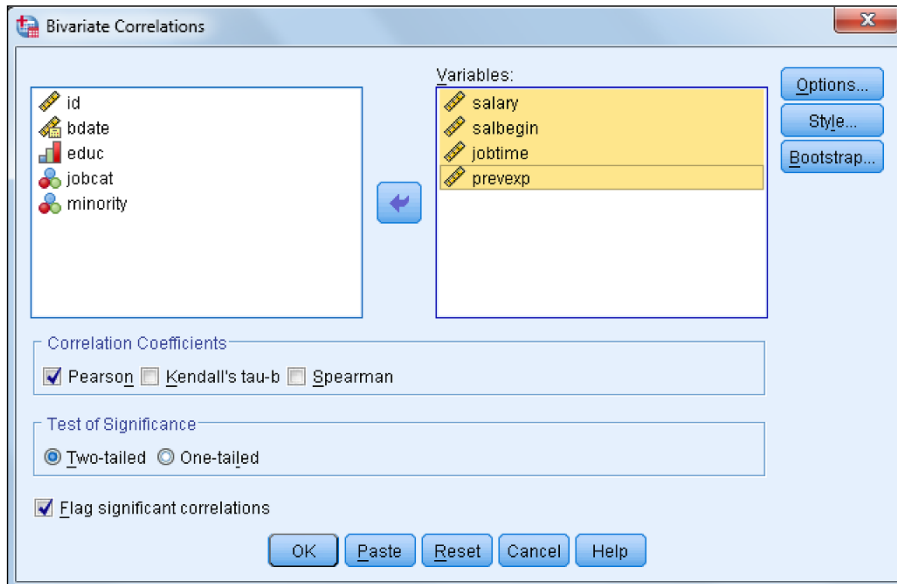 Bivariate Correlations
id
bdate
educ
jobcat
minority
Variables:
salary
salbegin
jobtime
prevexp
Options...
Style...
Bootstrap...
Correlation Coefficients
Pearson Kendall's tau-b Spearman
Test of Significance
Two-tailed One-tailed
Flag significant correlations
OK Paste Reset Cancel Help